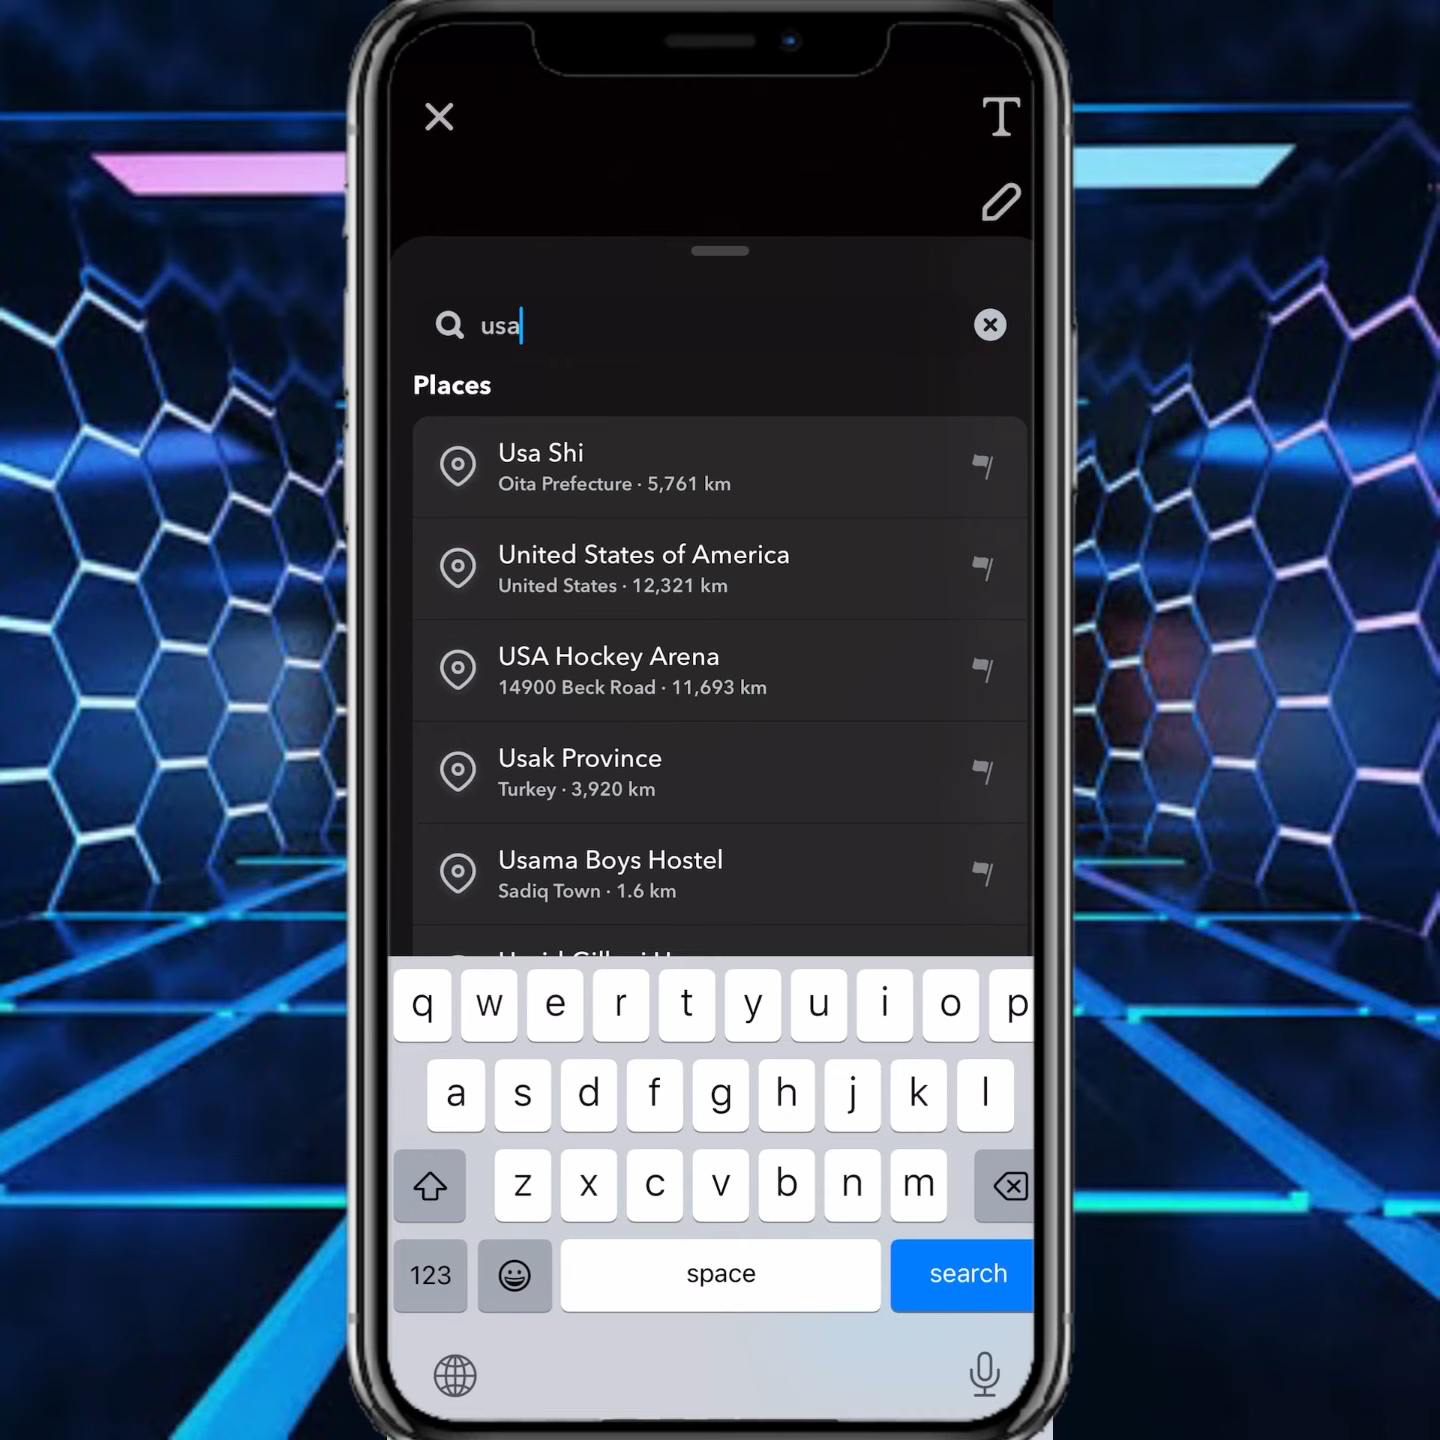 T
usa
Places
Usa Shi
Oita Prefecture · 5,761 km
United States of America
United States · 12,321 km
USA Hockey Arena
14900 Beck Road · 11,693 km
Usak Province
Turkey · 3,920 km
Usama Boys Hostel
Sadiq Town · 1.6 km
q w e r t y u i o p
a s d f g h j k l
z x c v b n m
123 space search